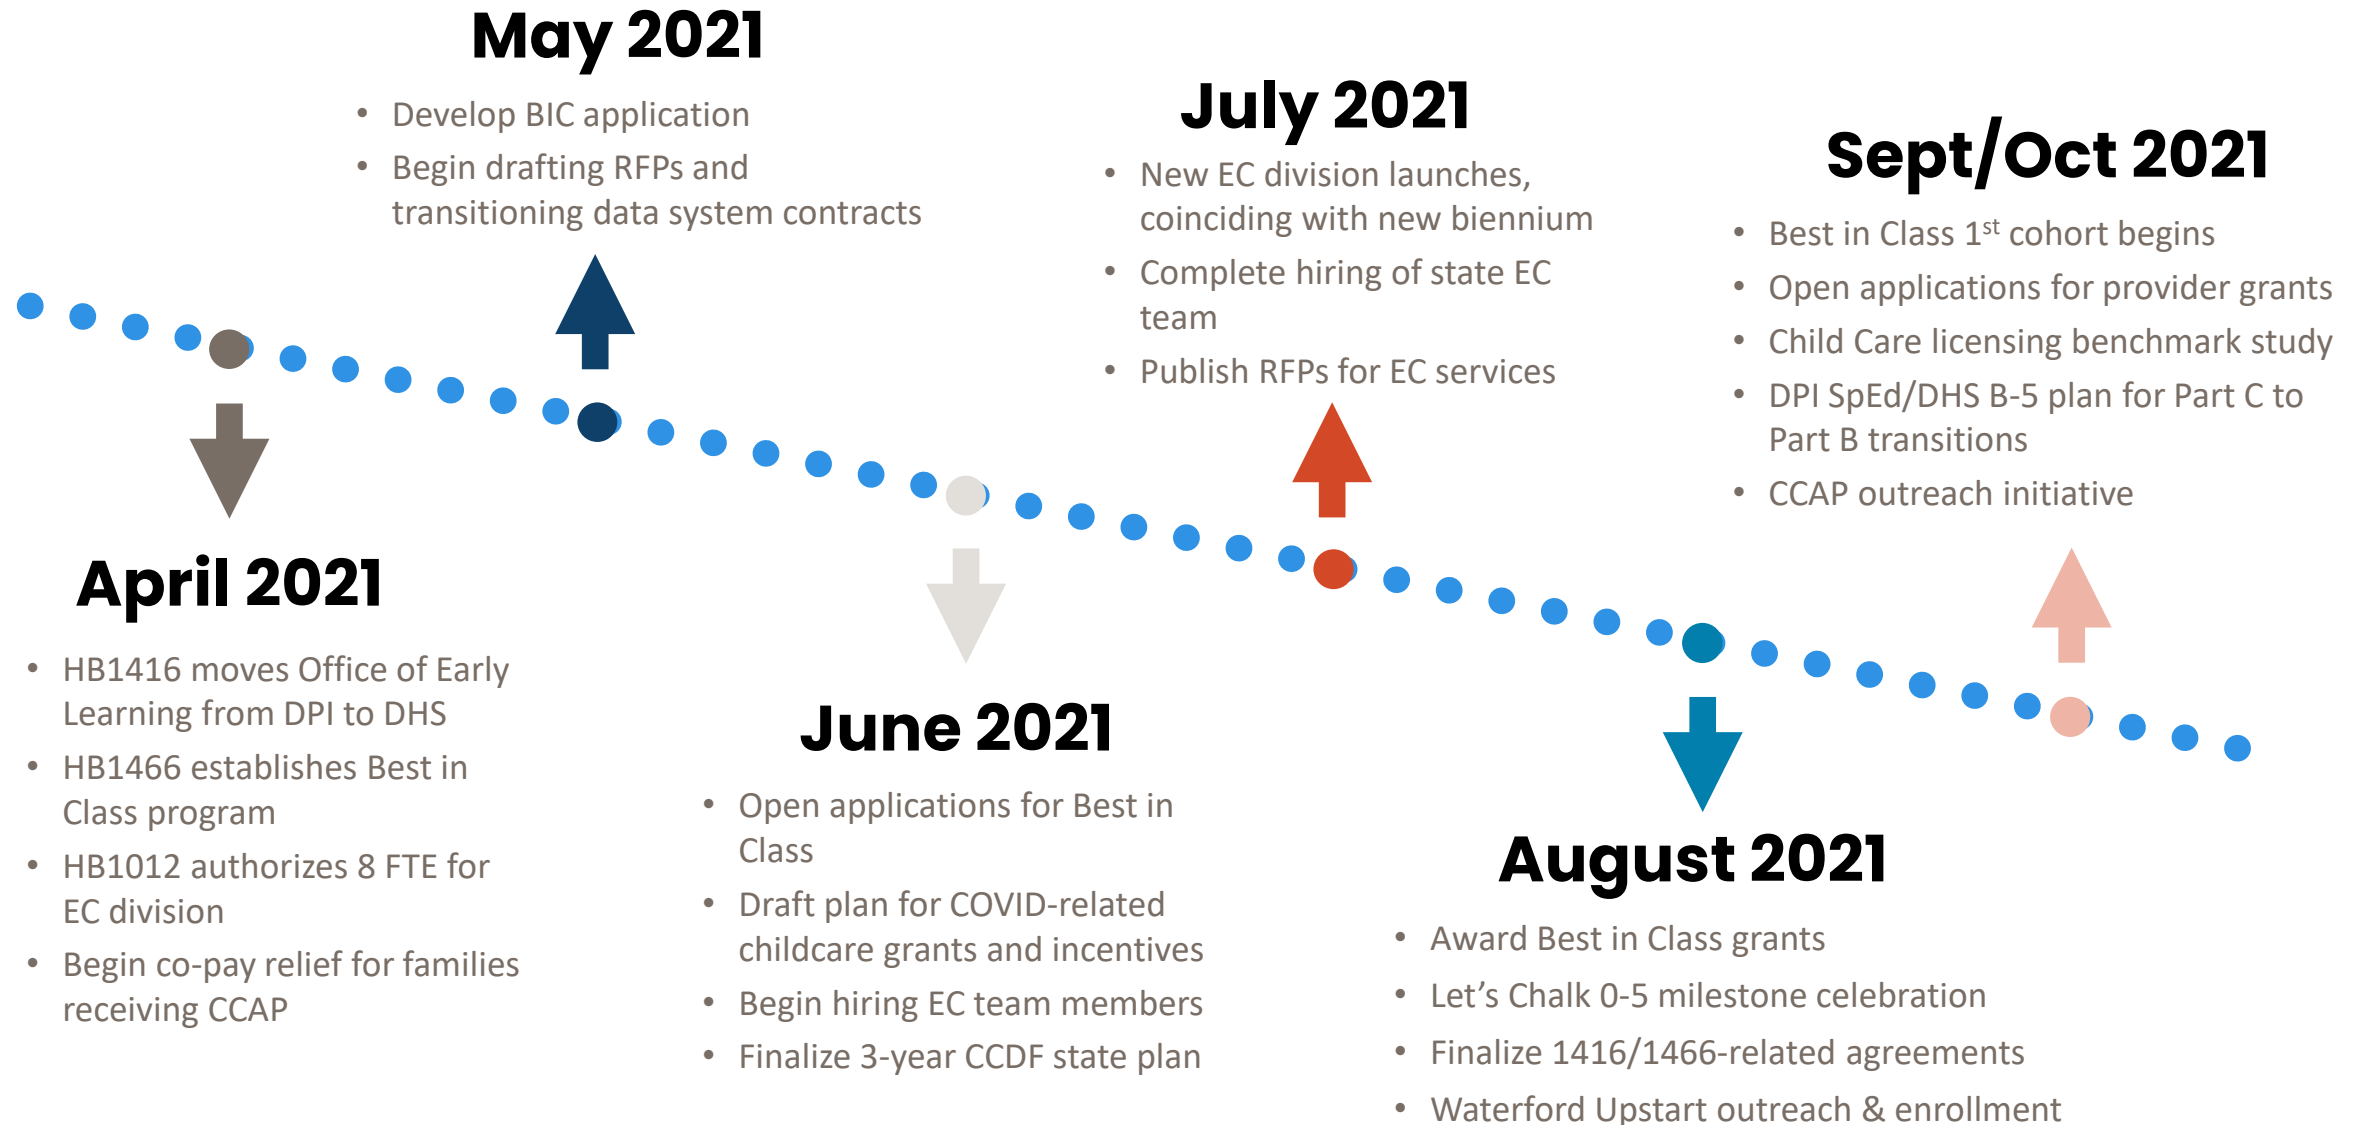 May 2021
• Develop BIC application
• Begin drafting RFPs and
transitioning data system contracts
July 2021
• New EC division launches,
coinciding with new biennium
• Complete hiring of state EC
team
• Publish RFPs for EC services
Sept/Oct 2021
• Best in Class 1st cohort begins
• Open applications for provider grants
• Child Care licensing benchmark study
• DPI SpEd/DHS B-5 plan for Part C to
Part B transitions
• CCAP outreach initiative
April 2021
• HB1416 moves Office of Early
Learning from DPI to DHS
• HB1466 establishes Best in
Class program
• HB1012 authorizes 8 FTE for
EC division
• Begin co-pay relief for families
receiving CCAP
June 2021
• Open applications for Best in
Class
• Draft plan for COVID-related
childcare grants and incentives
• Begin hiring EC team members
• Finalize 3-year CCDF state plan
August 2021
• Award Best in Class grants
• Let’s Chalk 0-5 milestone celebration
• Finalize 1416/1466-related agreements
• Waterford Upstart outreach & enrollment